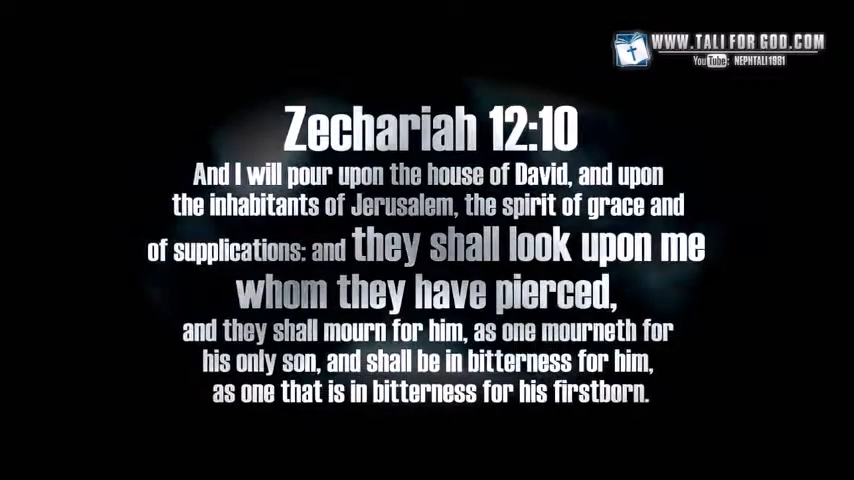 WWW.TALIFORGOD.COM
YouTube: NEPHTALI1981
Zechariah 12:10
And I will pour upon the house of David, and upon
the inhabitants of Jerusalem, the spirit of grace and
of supplications: and they shall look upon me
whom they have pierced,
and they shall mourn for him, as one mourneth for
his only son, and shall be in bitterness for him,
as one that is in bitterness for his firstborn.